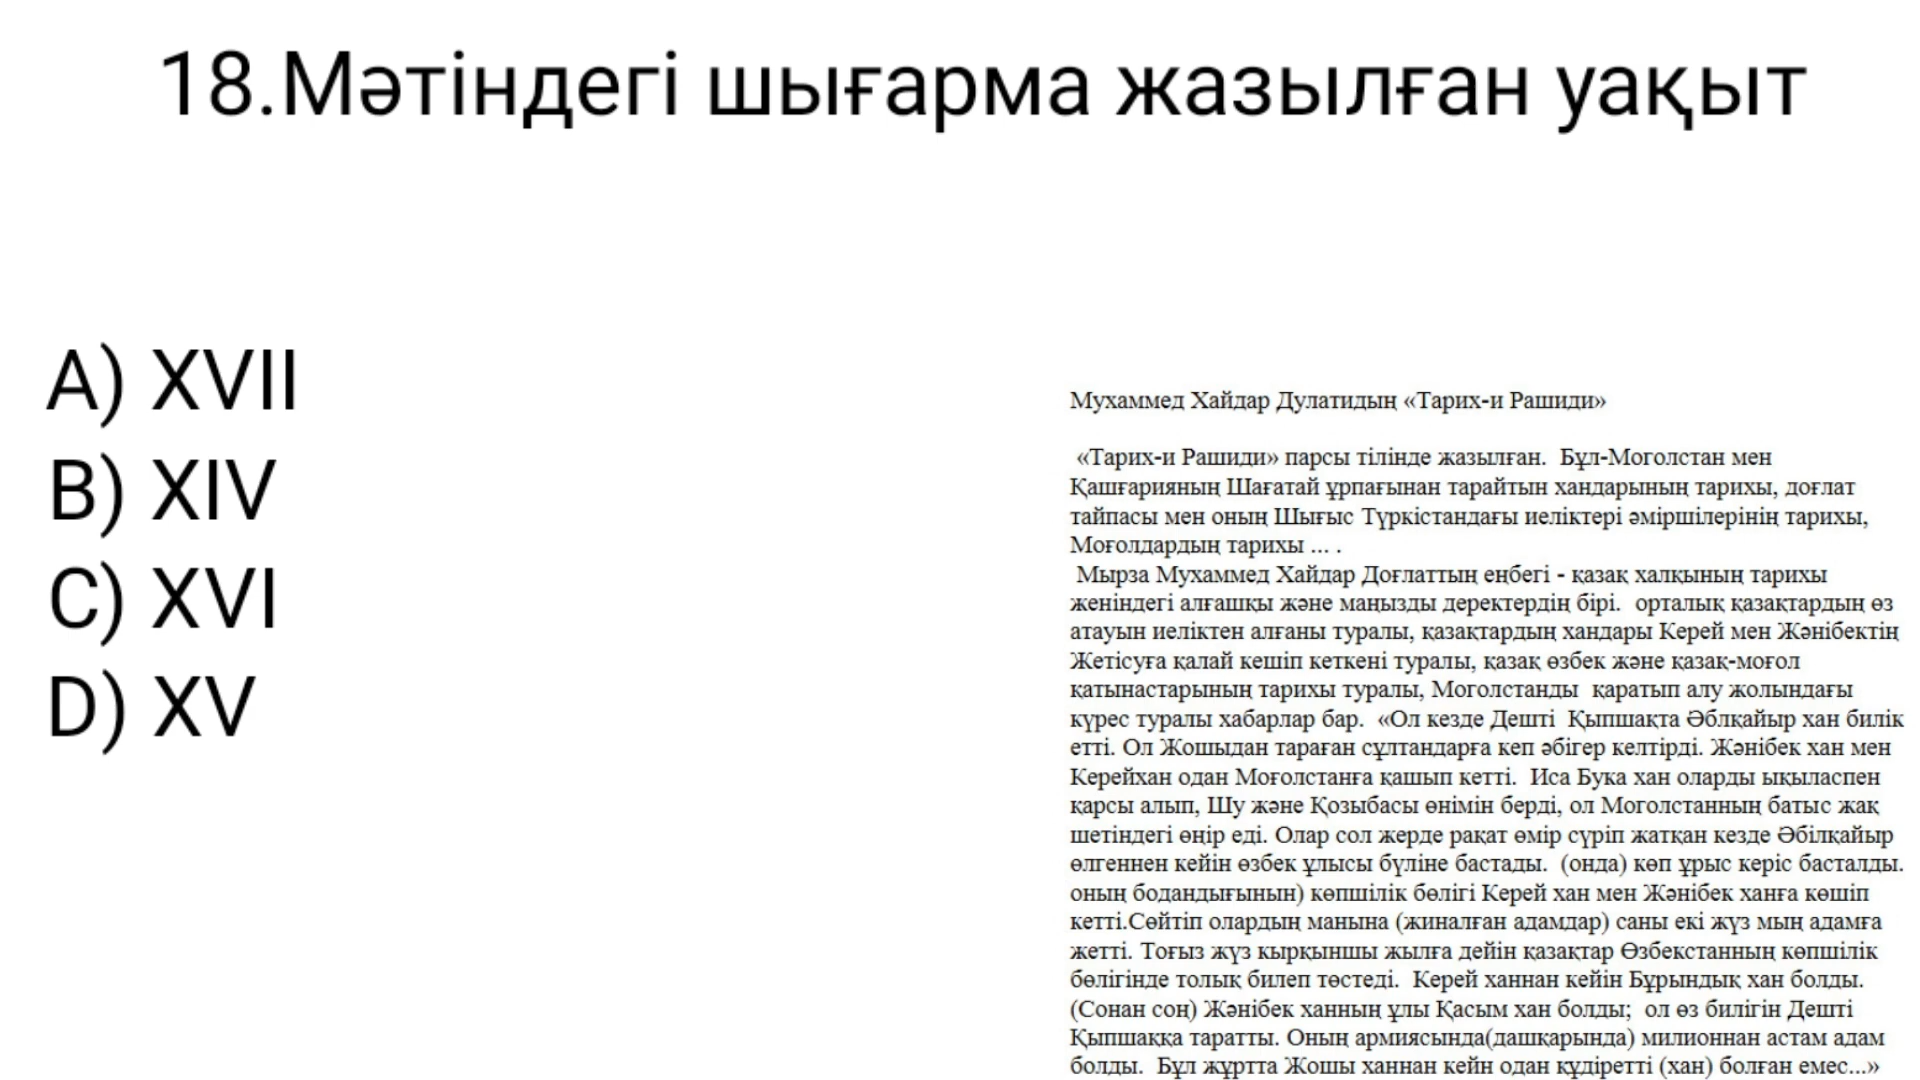 18.Мәтіндегі шығарма жазылған уақыт
A) XVII
B) XIV
C) XVI
D) XV
Мухаммед Хайдар Дулатидың «Тарих-и Рашиди»
«Тарих-и Рашиди» парсы тілінде жазылған. Бұл-Моголстан мен
Қашғарияның Шағатай ұрпағынан тарайтын хандарының тарихы, доғлат
тайпасы мен оның Шығыс Түркістандағы иеліктері әміршілерінің тарихы,
Моғолдардың тарихы ... .
Мырза Мухаммед Хайдар Доғлаттың еңбегі - қазақ халқының тарихы
женіндегі алғашқы және маңызды деректердің бірі. орталық қазақтардың өз
атауын иеліктен алғаны туралы, қазақтардың хандары Керей мен Жәнібектің
Жетісуға қалай кешіп кеткені туралы, қазақ өзбек және қазақ-моғол
қатынастарының тарихы туралы, Моголстанды қаратып алу жолындағы
күрес туралы хабарлар бар. «Ол кезде Дешті Қыпшақта Әблқайыр хан билік
етті. Ол Жошыдан тараған сұлтандарға кеп әбігер келтірді. Жәнібек хан мен
Керейхан одан Моғолстанға қашып кетті. Иса Бука хан оларды ықыласпен
қарсы алып, Шу және Қозыбасы өнімін берді, ол Моголстанның батыс жақ
шетіндегі өңір еді. Олар сол жерде рақат өмір сүріп жатқан кезде Әбілқайыр
өлгеннен кейін өзбек ұлысы бүліне бастады. (онда) көп ұрыс керіс басталды.
оның бодандығынын) көпшілік бөлігі Керей хан мен Жәнібек ханға көшіп
кетті.Сөйтіп олардың манына (жиналған адамдар) саны екі жүз мың адамға
жетті. Тоғыз жүз кырқыншы жылға дейін қазақтар Өзбекстанның көпшілік
бөлігінде толық билеп төстеді. Керей ханнан кейін Бұрындық хан болды.
(Сонан соң) Жәнібек ханның ұлы Қасым хан болды; ол өз билігін Дешті
Қыпшаққа таратты. Оның армиясында(дашқарында) милионнан астам адам
болды. Бұл жұртта Жошы ханнан кейн одан құдіретті (хан) болған емес...»